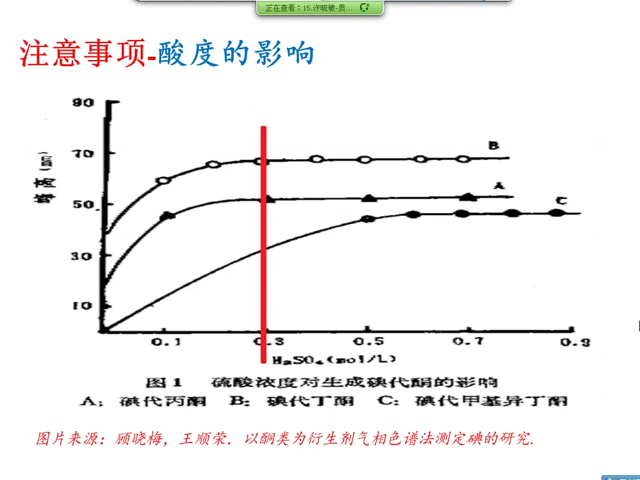 正在查看：15.许晓敏-质...
注意事项-酸度的影响
90
70
50
30
10
峰高(mm)
B
A
C
0.1 0.3 0.5 0.7 0.9
H₂SO₄(mol/L)
图1 硫酸浓度对生成碘代酮的影响
A：碘代丙酮 B：碘代丁酮 C：碘代甲基异丁酮
图片来源：顾晓梅，王顺荣．以酮类为衍生剂气相色谱法测定碘的研究.